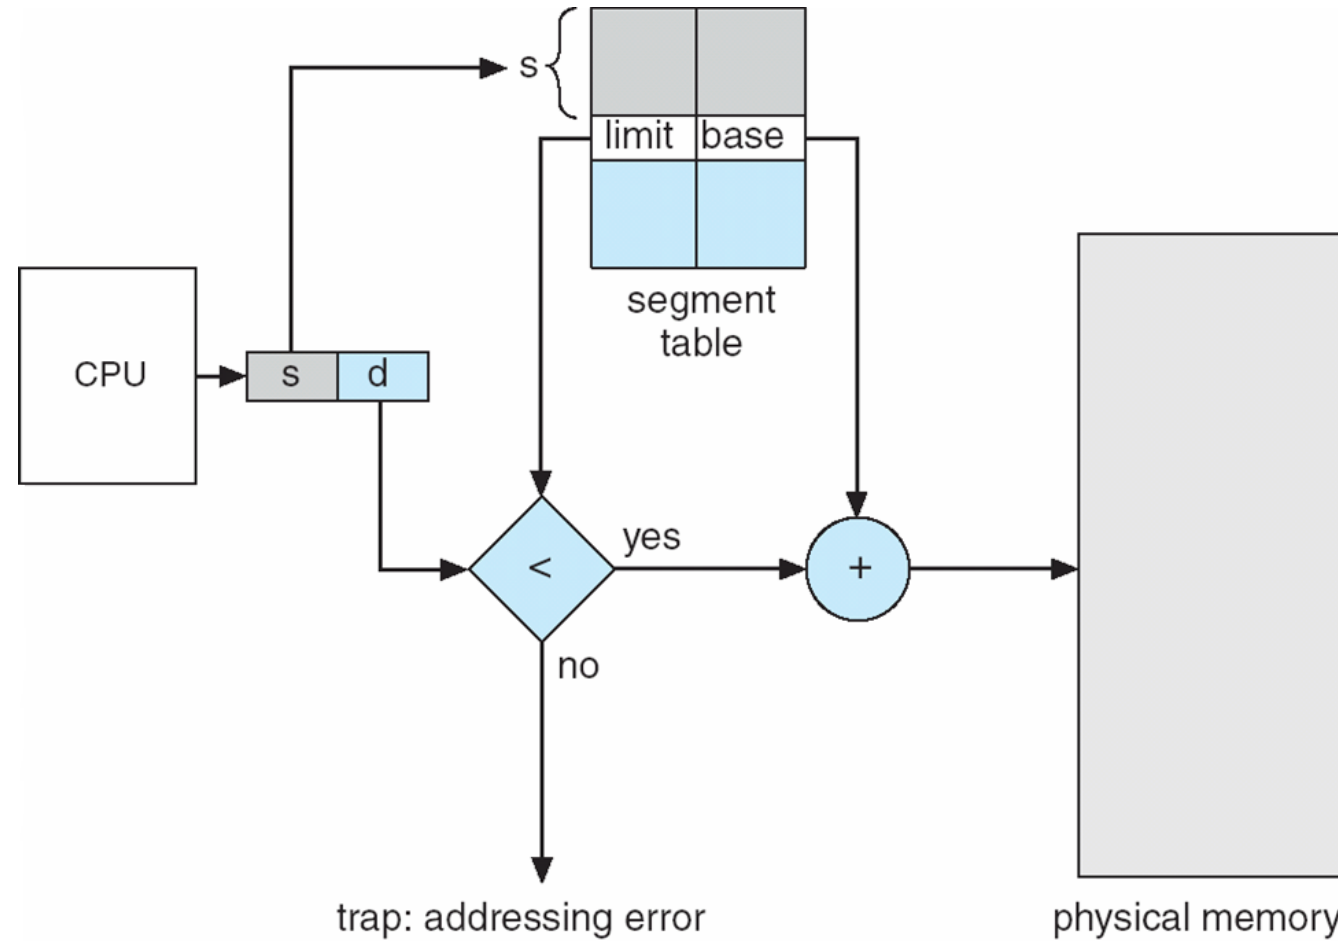 s
limit
base
segment
table
CPU
s
d
yes
<
+
no
trap: addressing error
physical memory